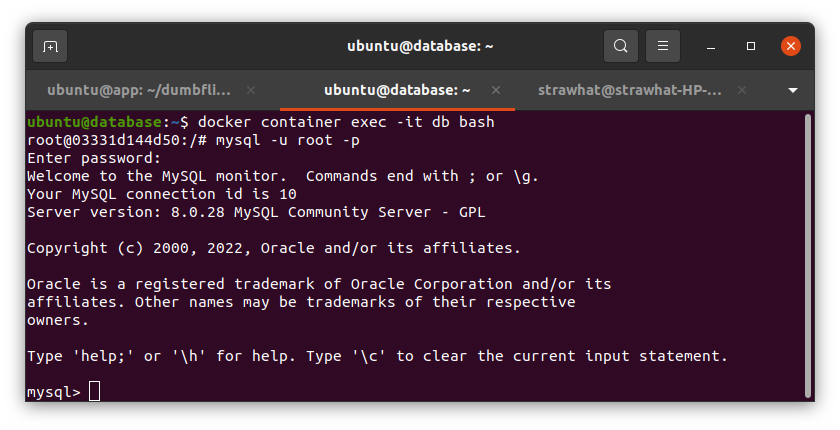 ubuntu@database: ~
ubuntu@app: ~/dumbfli...
ubuntu@database: ~
strawhat@strawhat-HP-...
ubuntu@database:~$ docker container exec -it db bash
root@03331d144d50:/# mysql -u root -p
Enter password:
Welcome to the MySQL monitor.  Commands end with ; or \g.
Your MySQL connection id is 10
Server version: 8.0.28 MySQL Community Server - GPL
Copyright (c) 2000, 2022, Oracle and/or its affiliates.
Oracle is a registered trademark of Oracle Corporation and/or its
affiliates. Other names may be trademarks of their respective
owners.
Type 'help;' or '\h' for help. Type '\c' to clear the current input statement.
mysql>